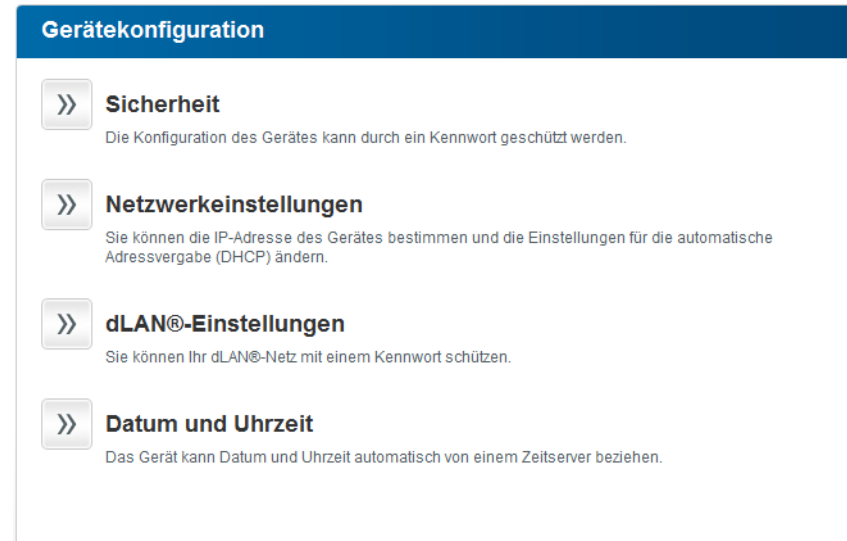 Gerätekonfiguration
Sicherheit
Die Konfiguration des Gerätes kann durch ein Kennwort geschützt werden.
Netzwerkeinstellungen
Sie können die IP-Adresse des Gerätes bestimmen und die Einstellungen für die automatische
Adressvergabe (DHCP) ändern.
dLAN®-Einstellungen
Sie können Ihr dLAN®-Netz mit einem Kennwort schützen.
Datum und Uhrzeit
Das Gerät kann Datum und Uhrzeit automatisch von einem Zeitserver beziehen.